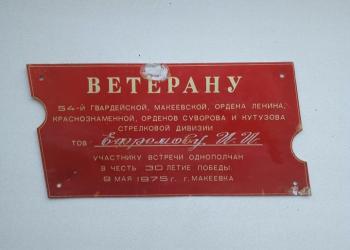 ВЕТЕРАНУ
54-Й ГВАРДЕЙСКОЙ, МАКЕЕВСКОЙ, ОРДЕНА ЛЕНИНА,
КРАСНОЗНАМЕННОЙ, ОРДЕНОВ СУВОРОВА И КУТУЗОВА
СТРЕЛКОВОЙ ДИВИЗИИ
ТОВ Ефремову И. И.
УЧАСТНИКУ ВСТРЕЧИ ОДНОПОЛЧАН
В ЧЕСТЬ 30 ЛЕТИЕ ПОБЕДЫ.
9 МАЯ 1975 Г. Г. МАКЕЕВКА